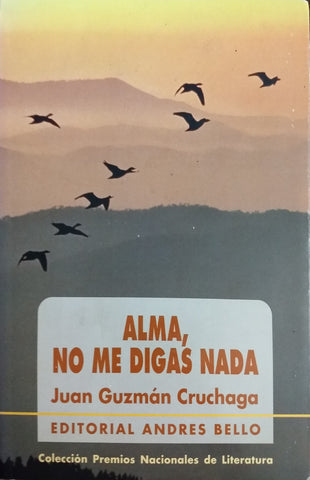 ALMA,
NO ME DIGAS NADA
Juan Guzmán Cruchaga
EDITORIAL ANDRES BELLO
Colección Premios Nacionales de Literatura